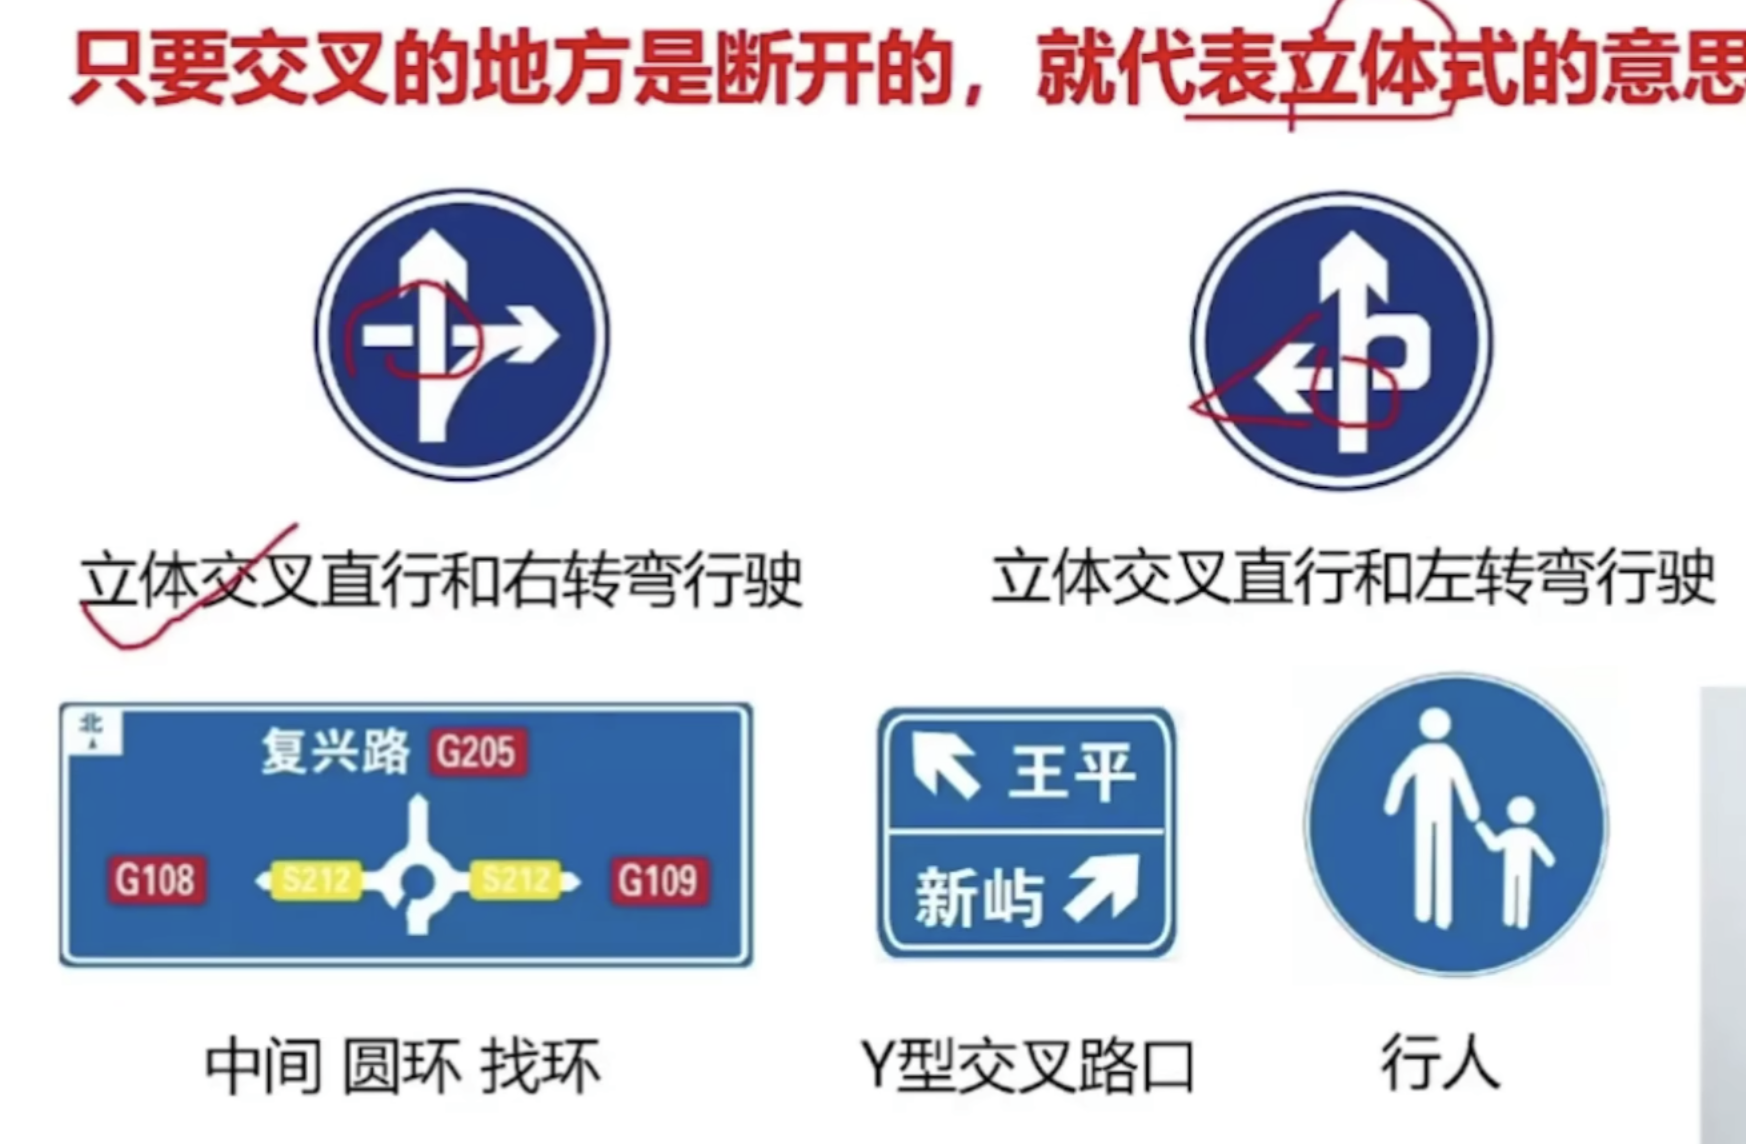 只要交叉的地方是断开的，就代表立体式的意思
立体交叉直行和右转弯行驶
立体交叉直行和左转弯行驶
北
复兴路 G205
G108 S212 S212 G109
王平
新屿
中间 圆环 找环
Y型交叉路口
行人